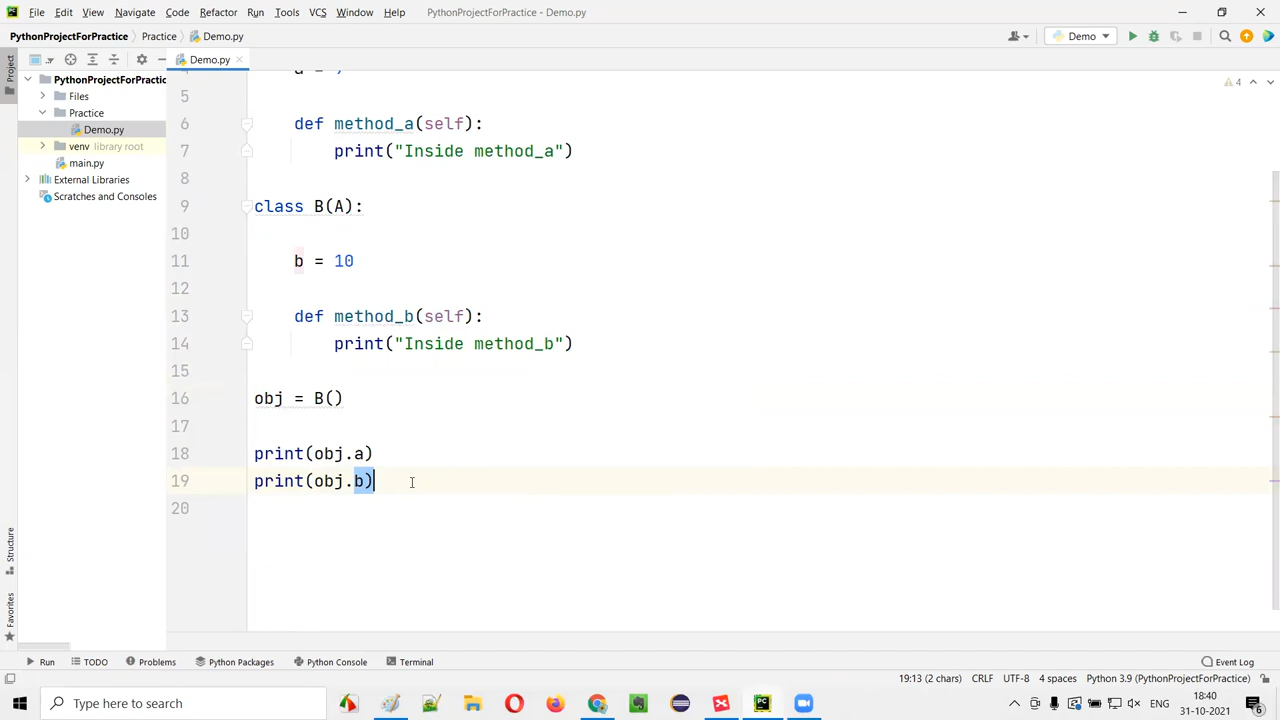 File Edit View Navigate Code Refactor Run Tools VCS Window Help PythonProjectForPractice - Demo.py
PythonProjectForPractice Practice Demo.py Demo
Demo.py
Project
PythonProjectForPractic
Files
Practice
Demo.py
venv library root
main.py
External Libraries
Scratches and Consoles
4
5
6 def method_a(self):
7 print("Inside method_a")
8
9 class B(A):
10
11 b = 10
12
13 def method_b(self):
14 print("Inside method_b")
15
16 obj = B()
17
18 print(obj.a)
19 print(obj.b)
20
Structure
Favorites
Run TODO Problems Python Packages Python Console Terminal Event Log
19:13 (2 chars) CRLF UTF-8 4 spaces Python 3.9 (PythonProjectForPractice)
Type here to search
ENG
18:40
31-10-2021
6